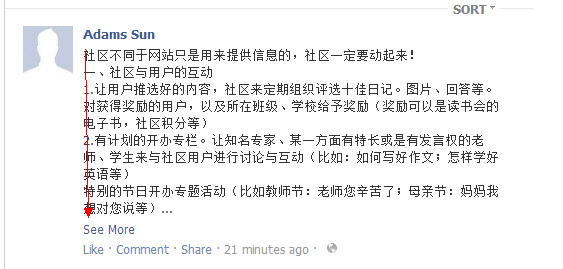 SORT
Adams Sun
社区不同于网站只是用来提供信息的，社区一定要动起来！
一、社区与用户的互动
1.让用户推选好的内容，社区来定期组织评选十佳日记。图片、回答等。
对获得奖励的用户，以及所在班级、学校给予奖励（奖励可以是读书会的
电子书，社区积分等）
2.有计划的开办专栏。让知名专家、某一方面有特长或是有发言权的老
师、学生来与社区用户进行讨论与互动（比如：如何写好作文；怎样学好
英语等）
特别的节日开办专题活动（比如教师节：老师您辛苦了；母亲节：妈妈我
想对您说等）...
See More
Like · Comment · Share · 21 minutes ago ·